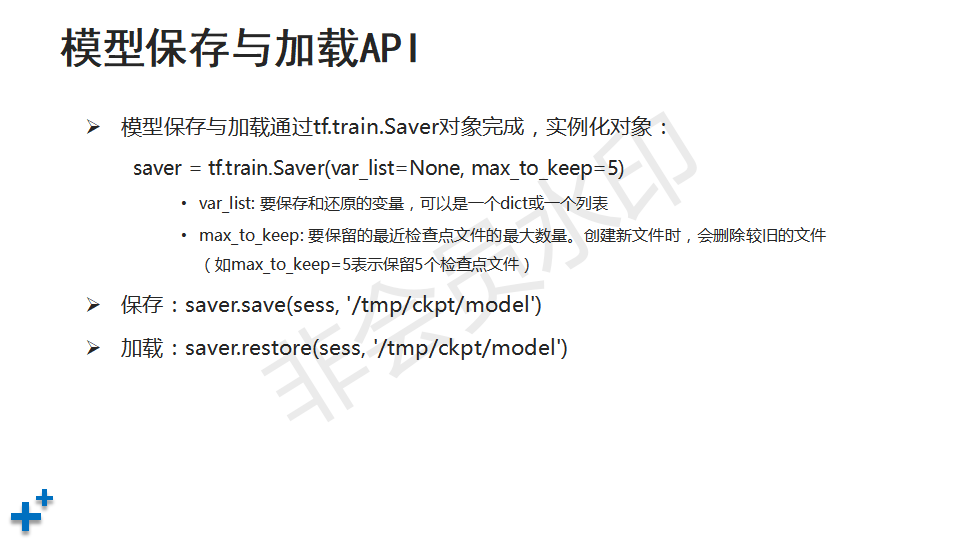 模型保存与加载API
➢ 模型保存与加载通过tf.train.Saver对象完成，实例化对象：
saver = tf.train.Saver(var_list=None, max_to_keep=5)
• var_list: 要保存和还原的变量，可以是一个dict或一个列表
• max_to_keep: 要保留的最近检查点文件的最大数量。创建新文件时，会删除较旧的文件
（如max_to_keep=5表示保留5个检查点文件）
➢ 保存：saver.save(sess, '/tmp/ckpt/model')
➢ 加载：saver.restore(sess, '/tmp/ckpt/model')
非会员水印